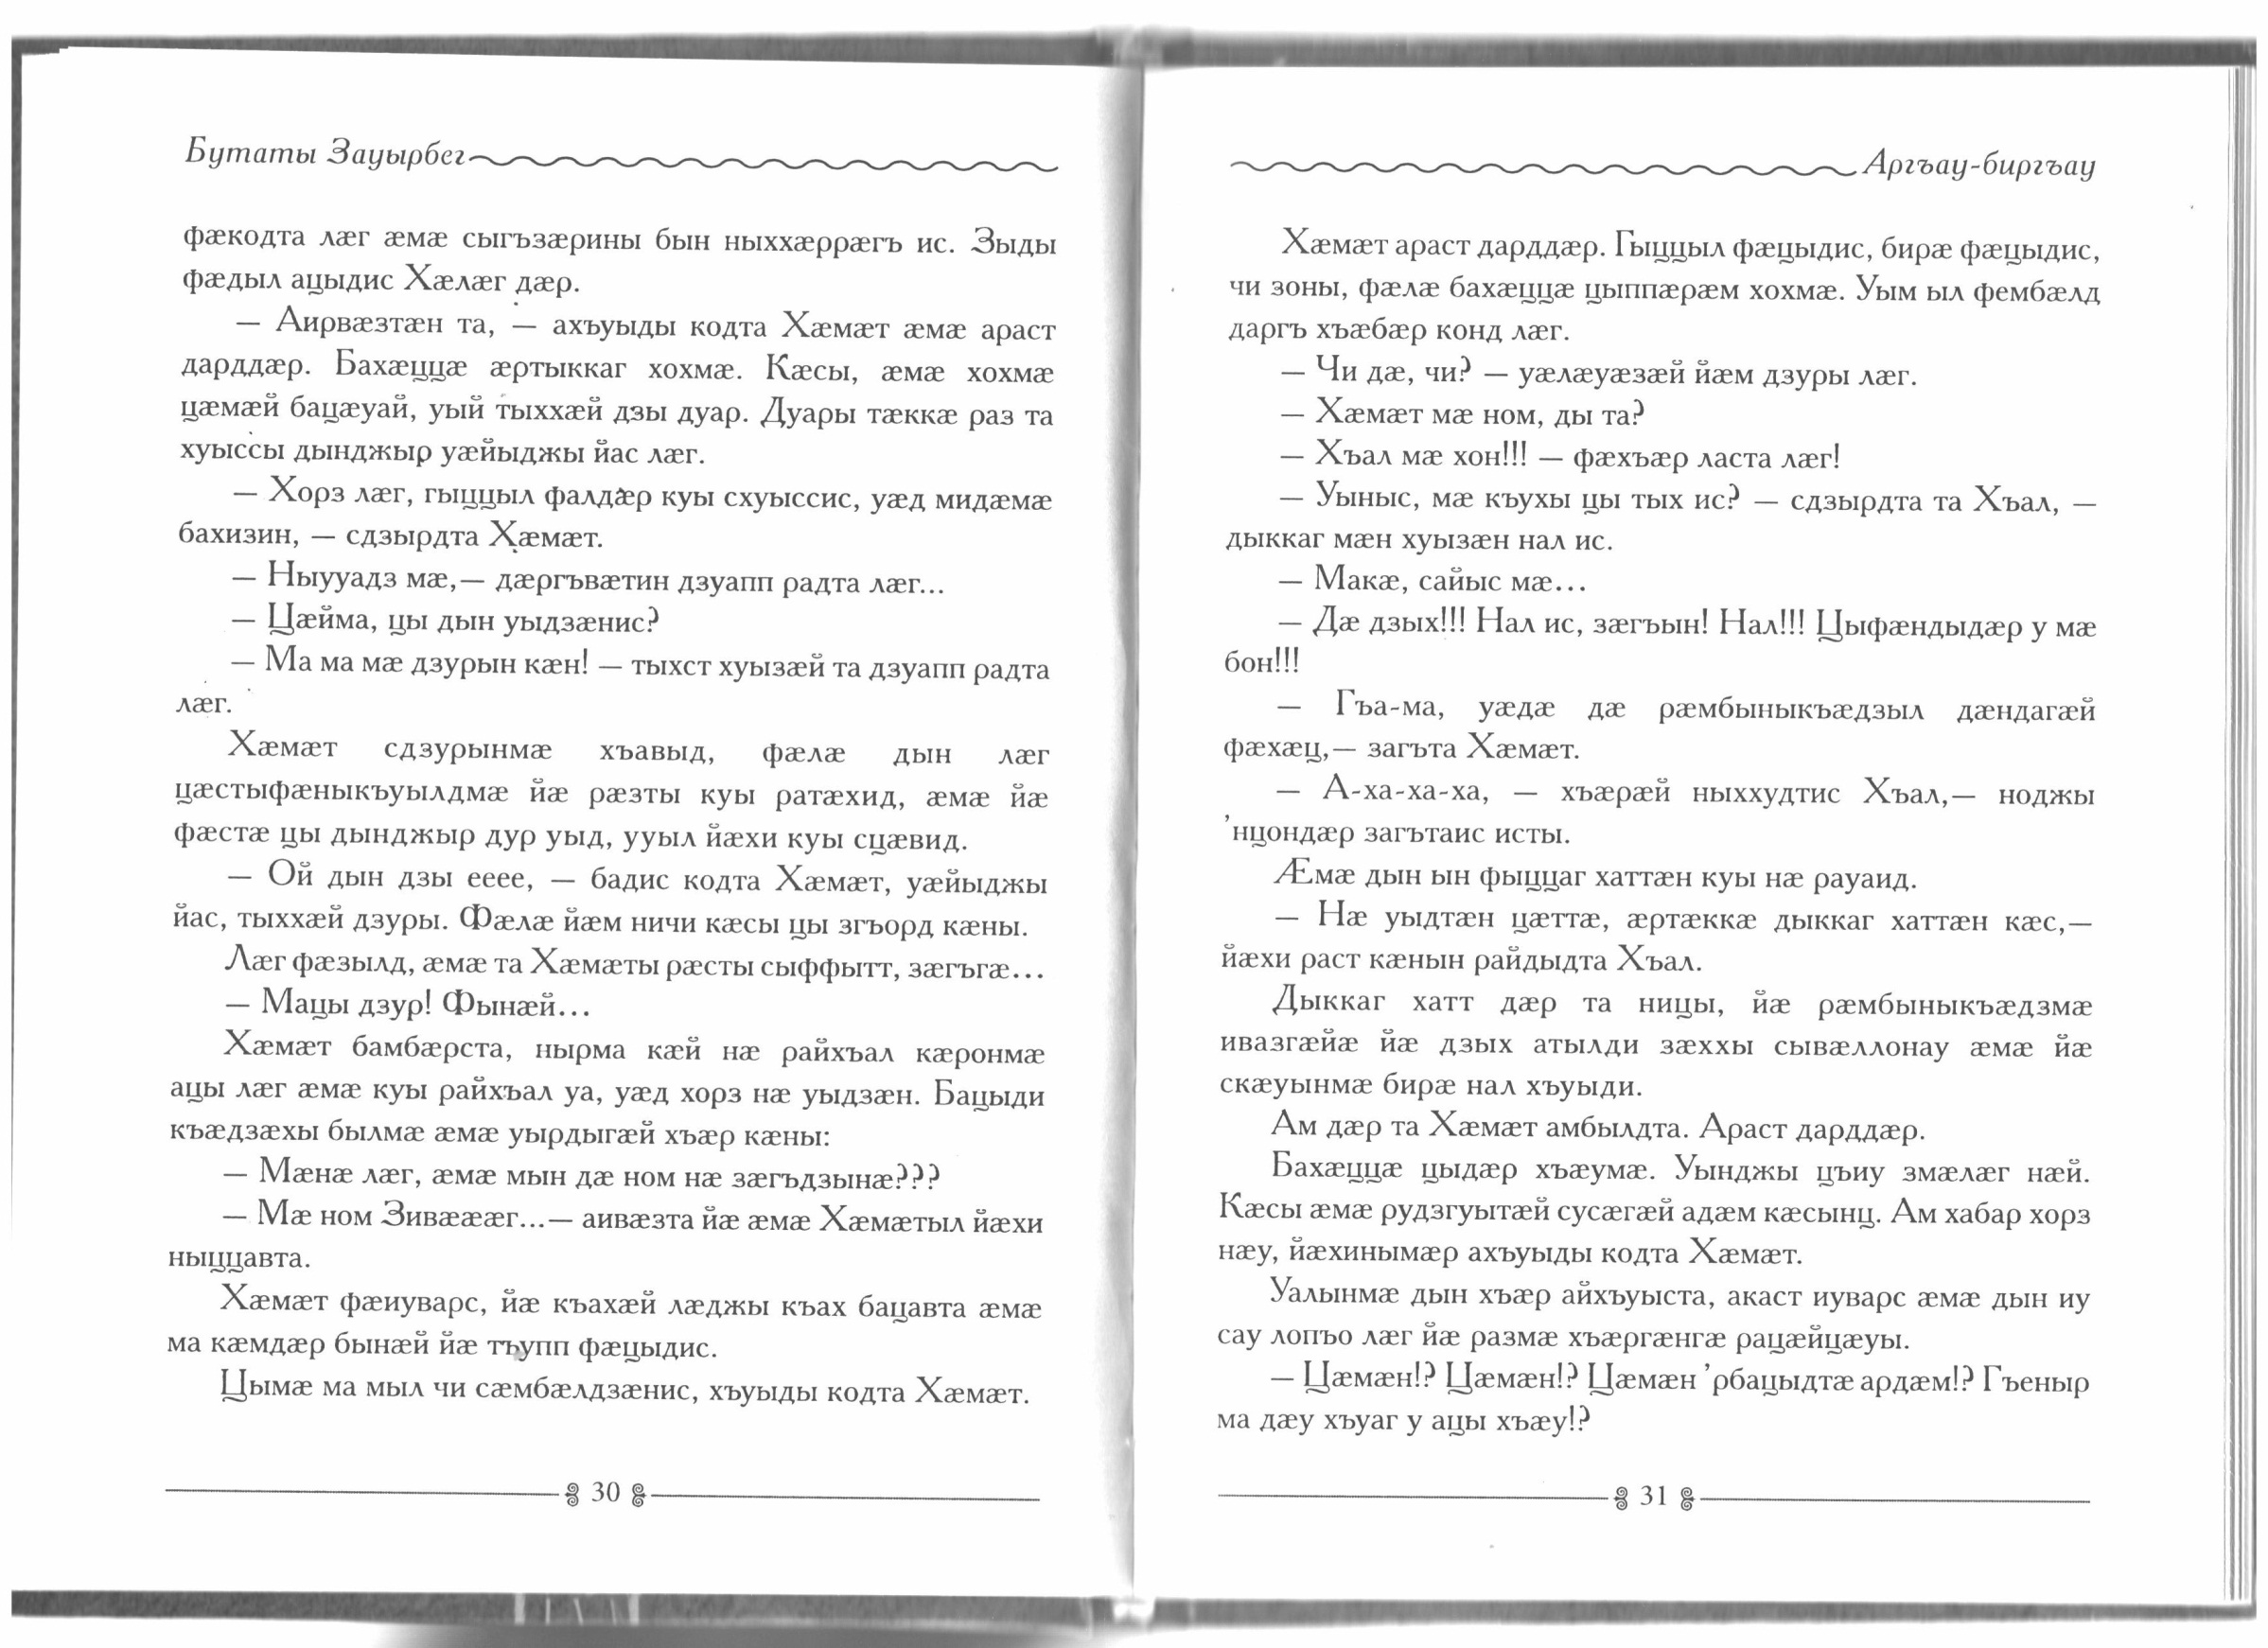 Бутаты Зауырбег
фæкодта лæг æмæ сыгъзæрины бын ныххæррæгъ ис. Зыды
фæдыл ацыдис Хæлæг дæр.
— Аирвæзтæн та, — ахъуыды кодта Хæмæт æмæ араст
дарддæр. Бахæццæ æртыккаг хохмæ. Кæсы, æмæ хохмæ
цæмæй бацæуай, уый тыххæй дзы дуар. Дуары тæккæ раз та
хуыссы дынджыр уæйыджы йас лæг.
— Хорз лæг, гыццыл фалдæр куы схуыссис, уæд мидæмæ
бахизин, — сдзырдта Хæмæт.
— Ныууадз мæ,— дæргъвæтин дзуапп радта лæг...
— Цæйма, цы дын уыдзæнис?
— Ма ма мæ дзурын кæн! — тыхст хуызæй та дзуапп радта
лæг.
Хæмæт сдзурынмæ хъавыд, фæлæ дын лæг
цæстыфæныкъуылдмæ йæ рæзты куы ратæхид, æмæ йæ
фæстæ цы дынджыр дур уыд, ууыл йæхи куы сцæвид.
— Ой дын дзы ееее, — бадис кодта Хæмæт, уæйыджы
йас, тыххæй дзуры. Фæлæ йæм ничи кæсы цы згъорд кæны.
Лæг фæзылд, æмæ та Хæмæты рæсты сыффытт, зæгъгæ...
— Мацы дзур! Фынæй...
Хæмæт бамбæрста, нырма кæй нæ райхъал кæронмæ
ацы лæг æмæ куы райхъал уа, уæд хорз нæ уыдзæн. Бацыди
къæдзæхы былмæ æмæ уырдыгæй хъæр кæны:
— Мæнæ лæг, æмæ мын дæ ном нæ зæгъдзынæ???
— Мæ ном Зивæææг...— аивæзта йæ æмæ Хæмæтыл йæхи
ныццавта.
Хæмæт фæиуварс, йæ къахæй лæджы къах бацавта æмæ
ма кæмдæр бынæй йæ тъупп фæцыдис.
Цымæ ма мыл чи сæмбæлдзæнис, хъуыды кодта Хæмæт.
30
Аргъау-биргъау
Хæмæт араст дарддæр. Гыццыл фæцыдис, бирæ фæцыдис,
чи зоны, фæлæ бахæццæ цыппæрæм хохмæ. Уым ыл фембæлд
даргъ хъæбæр конд лæг.
— Чи дæ, чи? — уæлæуæзæй йæм дзуры лæг.
— Хæмæт мæ ном, ды та?
— Хъал мæ хон!!! — фæхъæр ласта лæг!
— Уыныс, мæ къухы цы тых ис? — сдзырдта та Хъал, —
дыккаг мæн хуызæн нал ис.
— Макæ, сайыс мæ...
— Дæ дзых!!! Нал ис, зæгъын! Нал!!! Цыфæндыдæр у мæ
бон!!!
— Гъа-ма, уæдæ дæ рæмбыныкъæдзыл дæндагæй
фæхæц,— загъта Хæмæт.
— А-ха-ха-ха, — хъæрæй ныххудтис Хъал,— ноджы
’нцондæр загътаис исты.
Æмæ дын ын фыццаг хаттæн куы нæ рауаид.
— Нæ уыдтæн цæттæ, æртæккæ дыккаг хаттæн кæс,—
йæхи раст кæнын райдыдта Хъал.
Дыккаг хатт дæр та ницы, йæ рæмбыныкъæдзмæ
ивазгæйæ йæ дзых атылди зæххы сывæллонау æмæ йæ
скæуынмæ бирæ нал хъуыди.
Ам дæр та Хæмæт амбылдта. Араст дарддæр.
Бахæццæ цыдæр хъæумæ. Уынджы цъиу змæлæг нæй.
Кæсы æмæ рудзгуытæй сусæгæй адæм кæсынц. Ам хабар хорз
нæу, йæхинымæр ахъуыды кодта Хæмæт.
Уалынмæ дын хъæр айхъуыста, акаст иуварс æмæ дын иу
сау лопъо лæг йæ размæ хъæргæнгæ рацæйцæуы.
— Цæмæн!? Цæмæн!? Цæмæн ’рбацыдтæ ардæм!? Гъеныр
ма дæу хъуаг у ацы хъæу!?
31